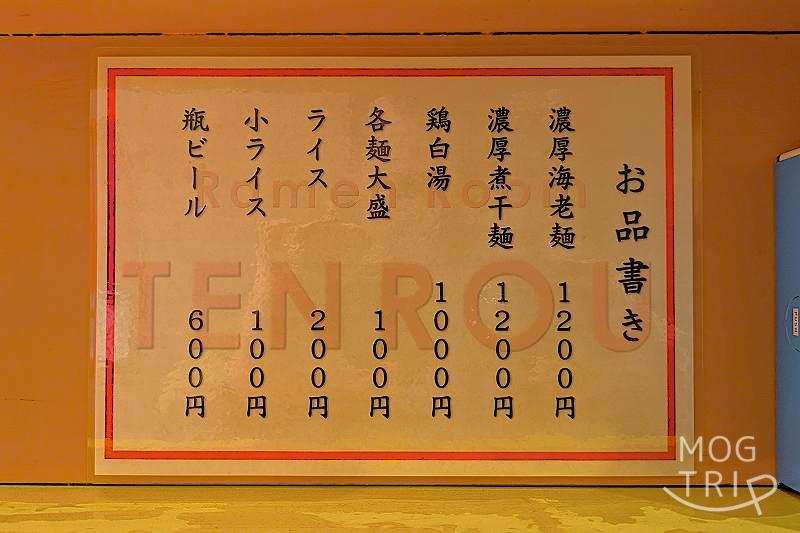 お品書き
濃厚海老麺 1200円
濃厚煮干麺 1200円
鶏白湯 1000円
各麺大盛 100円
ライス 200円
小ライス 100円
瓶ビール 600円
Ramen Room
TENROU
MOG
TRIP